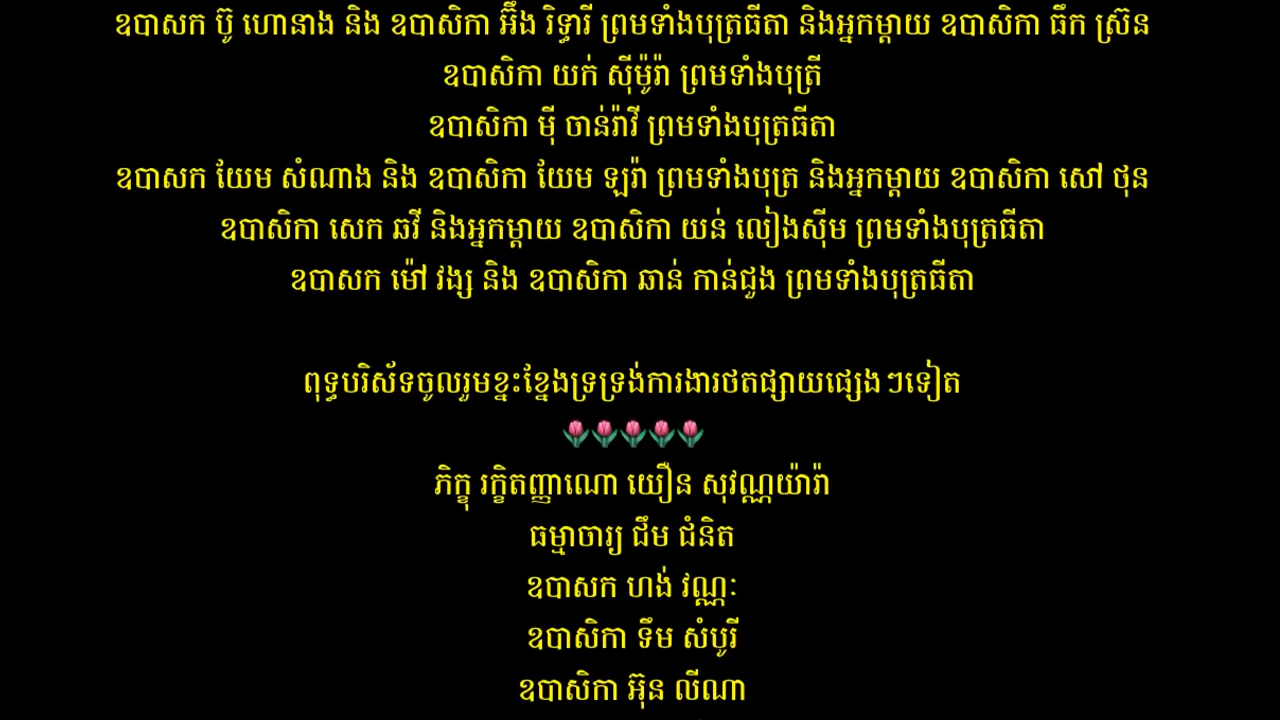 ឧបាសក ប៊ូ ហោនាង និង ឧបាសិកា អ៊ឹង រិទ្ធារី ព្រមទាំងបុត្រធីតា និងអ្នកម្តាយ ឧបាសិកា ធឹក ស្រ៊ន
ឧបាសិកា យក់ ស៊ីម៉ូរ៉ា ព្រមទាំងបុត្រី
ឧបាសិកា ម៉ី ចាន់រ៉ាវី ព្រមទាំងបុត្រធីតា
ឧបាសក យែម សំណាង និង ឧបាសិកា យែម ឡូរ៉ា ព្រមទាំងបុត្រ និងអ្នកម្តាយ ឧបាសិកា សៅ ថុន
ឧបាសិកា សេក ឆវី និងអ្នកម្តាយ ឧបាសិកា យន់ លៀងស៊ីម ព្រមទាំងបុត្រធីតា
ឧបាសក ម៉ៅ វង្ស និង ឧបាសិកា ឆាន់ កាន់ជួង ព្រមទាំងបុត្រធីតា
ពុទ្ធបរិស័ទចូលរួមខ្នះខ្នែងទ្រទ្រង់ការងារថតផ្សាយផ្សេងៗទៀត
🌷🌷🌷🌷🌷
ភិក្ខុ រក្ខិតញ្ញាណោ យឿន សុវណ្ណយ៉ារ៉ា
ធម្មាចារ្យ ជឹម ជំនិត
ឧបាសក ហង់ វណ្ណៈ
ឧបាសិកា ទឹម សំបូរី
ឧបាសិកា អ៊ុន លីណា